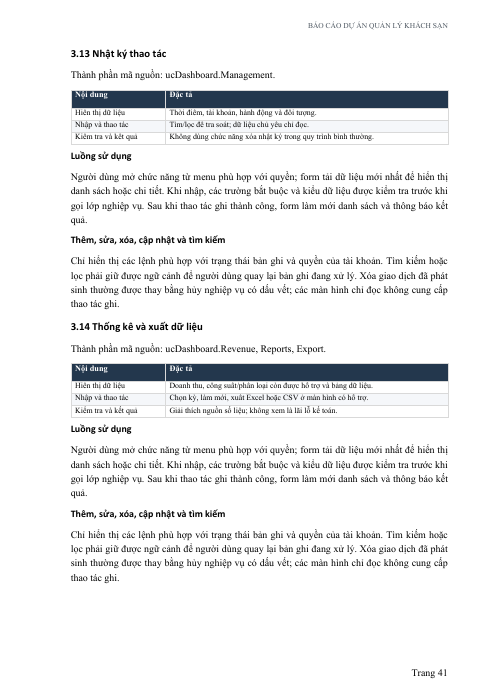 BÁO CÁO DỰ ÁN QUẢN LÝ KHÁCH SẠN
3.13 Nhật ký thao tác
Thành phần mã nguồn: ucDashboard.Management.
Nội dung Đặc tả
Hiển thị dữ liệu Thời điểm, tài khoản, hành động và đối tượng.
Nhập và thao tác Tìm/lọc để tra soát; dữ liệu chủ yếu chỉ đọc.
Kiểm tra và kết quả Không dùng chức năng xóa nhật ký trong quy trình bình thường.
Luồng sử dụng
Người dùng mở chức năng từ menu phù hợp với quyền; form tải dữ liệu mới nhất để hiển thị
danh sách hoặc chi tiết. Khi nhập, các trường bắt buộc và kiểu dữ liệu được kiểm tra trước khi
gọi lớp nghiệp vụ. Sau khi thao tác ghi thành công, form làm mới danh sách và thông báo kết
quả.
Thêm, sửa, xóa, cập nhật và tìm kiếm
Chỉ hiển thị các lệnh phù hợp với trạng thái bản ghi và quyền của tài khoản. Tìm kiếm hoặc
lọc phải giữ được ngữ cảnh để người dùng quay lại bản ghi đang xử lý. Xóa giao dịch đã phát
sinh thường được thay bằng hủy nghiệp vụ có dấu vết; các màn hình chỉ đọc không cung cấp
thao tác ghi.
3.14 Thống kê và xuất dữ liệu
Thành phần mã nguồn: ucDashboard.Revenue, Reports, Export.
Nội dung Đặc tả
Hiển thị dữ liệu Doanh thu, công suất/phân loại còn được hỗ trợ và bảng dữ liệu.
Nhập và thao tác Chọn kỳ, làm mới, xuất Excel hoặc CSV ở màn hình có hỗ trợ.
Kiểm tra và kết quả Giải thích nguồn số liệu; không xem là lãi lỗ kế toán.
Luồng sử dụng
Người dùng mở chức năng từ menu phù hợp với quyền; form tải dữ liệu mới nhất để hiển thị
danh sách hoặc chi tiết. Khi nhập, các trường bắt buộc và kiểu dữ liệu được kiểm tra trước khi
gọi lớp nghiệp vụ. Sau khi thao tác ghi thành công, form làm mới danh sách và thông báo kết
quả.
Thêm, sửa, xóa, cập nhật và tìm kiếm
Chỉ hiển thị các lệnh phù hợp với trạng thái bản ghi và quyền của tài khoản. Tìm kiếm hoặc
lọc phải giữ được ngữ cảnh để người dùng quay lại bản ghi đang xử lý. Xóa giao dịch đã phát
sinh thường được thay bằng hủy nghiệp vụ có dấu vết; các màn hình chỉ đọc không cung cấp
thao tác ghi.
Trang 41